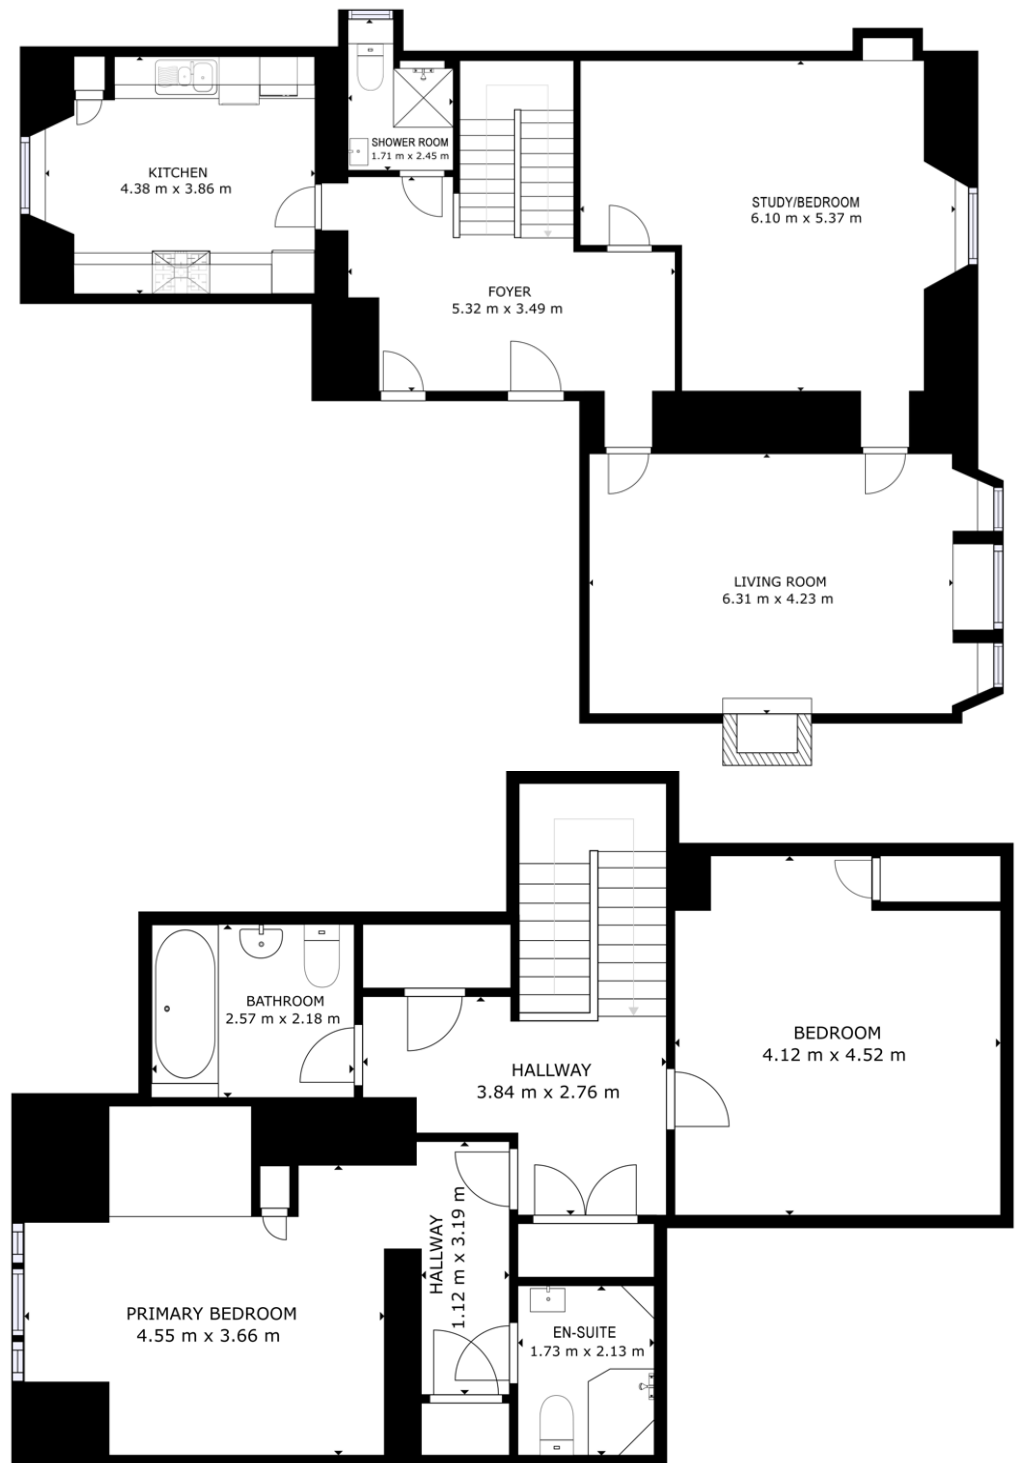 SHOWER ROOM
1.71 m x 2.45 m
KITCHEN
4.38 m x 3.86 m
STUDY/BEDROOM
6.10 m x 5.37 m
FOYER
5.32 m x 3.49 m
LIVING ROOM
6.31 m x 4.23 m
BATHROOM
2.57 m x 2.18 m
BEDROOM
4.12 m x 4.52 m
HALLWAY
3.84 m x 2.76 m
HALLWAY
1.12 m x 3.19 m
PRIMARY BEDROOM
4.55 m x 3.66 m
EN-SUITE
1.73 m x 2.13 m